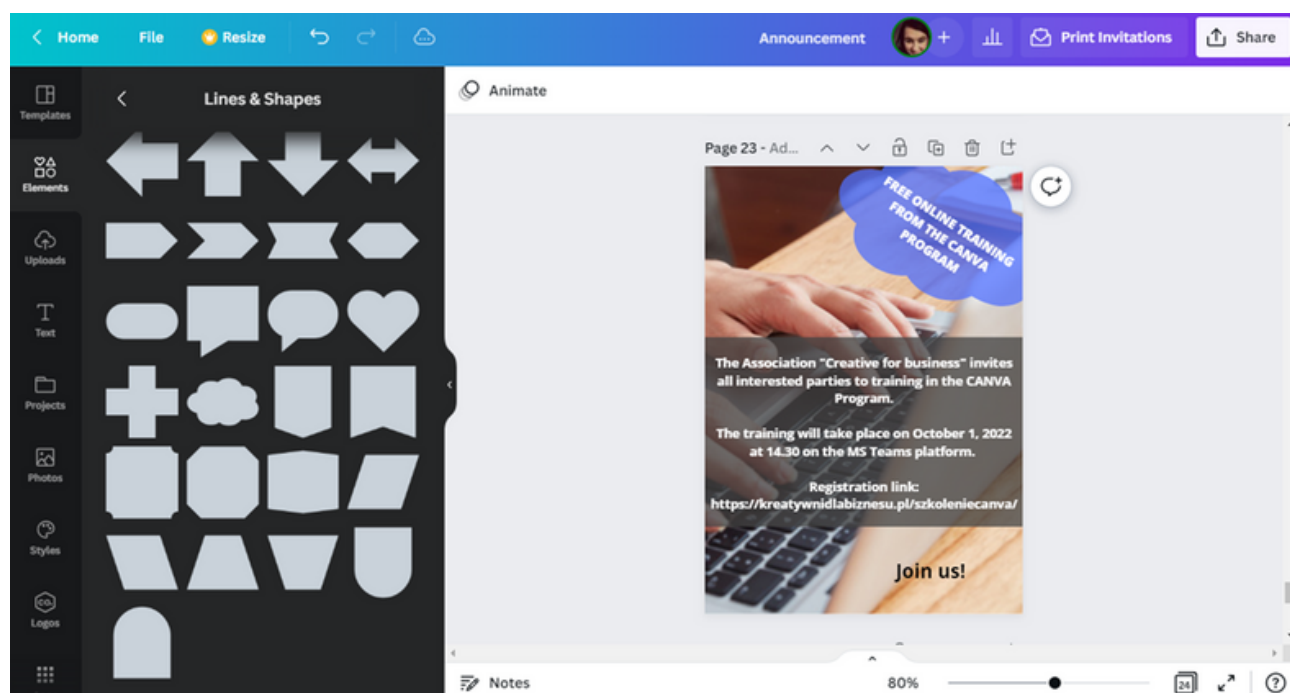 Home File Resize Announcement + Print Invitations Share
Templates
Elements
Uploads
Text
Projects
Photos
Styles
CO.
Logos
Lines & Shapes
Animate
Page 23 - Ad...
FREE ONLINE TRAINING
FROM THE CANVA
PROGRAM
The Association "Creative for business" invites
all interested parties to training in the CANVA
Program.
The training will take place on October 1, 2022
at 14.30 on the MS Teams platform.
Registration link:
https://kreatywnidlabiznesu.pl/szkoleniecanva/
Join us!
Notes 80% 24 ?